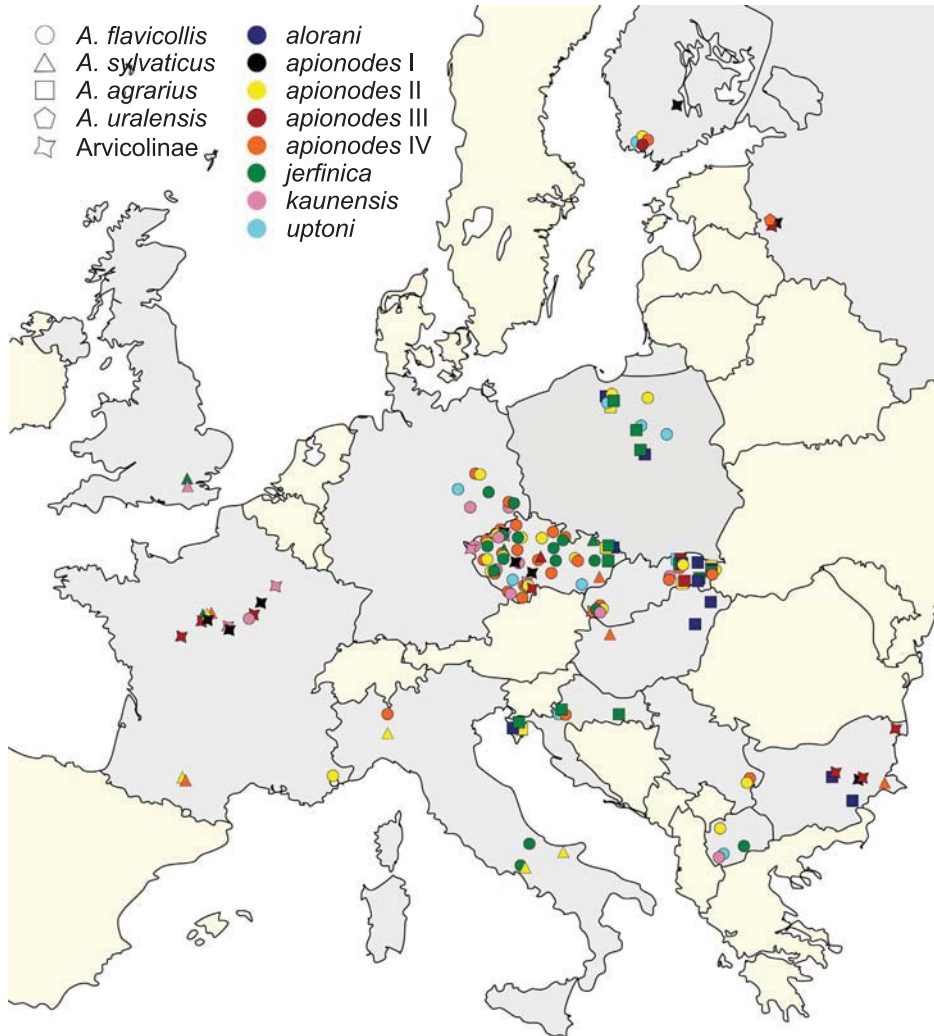 A. flavicollis
A. sylvaticus
A. agrarius
A. uralensis
Arvicolinae
alorani
apionodes I
apionodes II
apionodes III
apionodes IV
jerfinica
kaunensis
uptoni